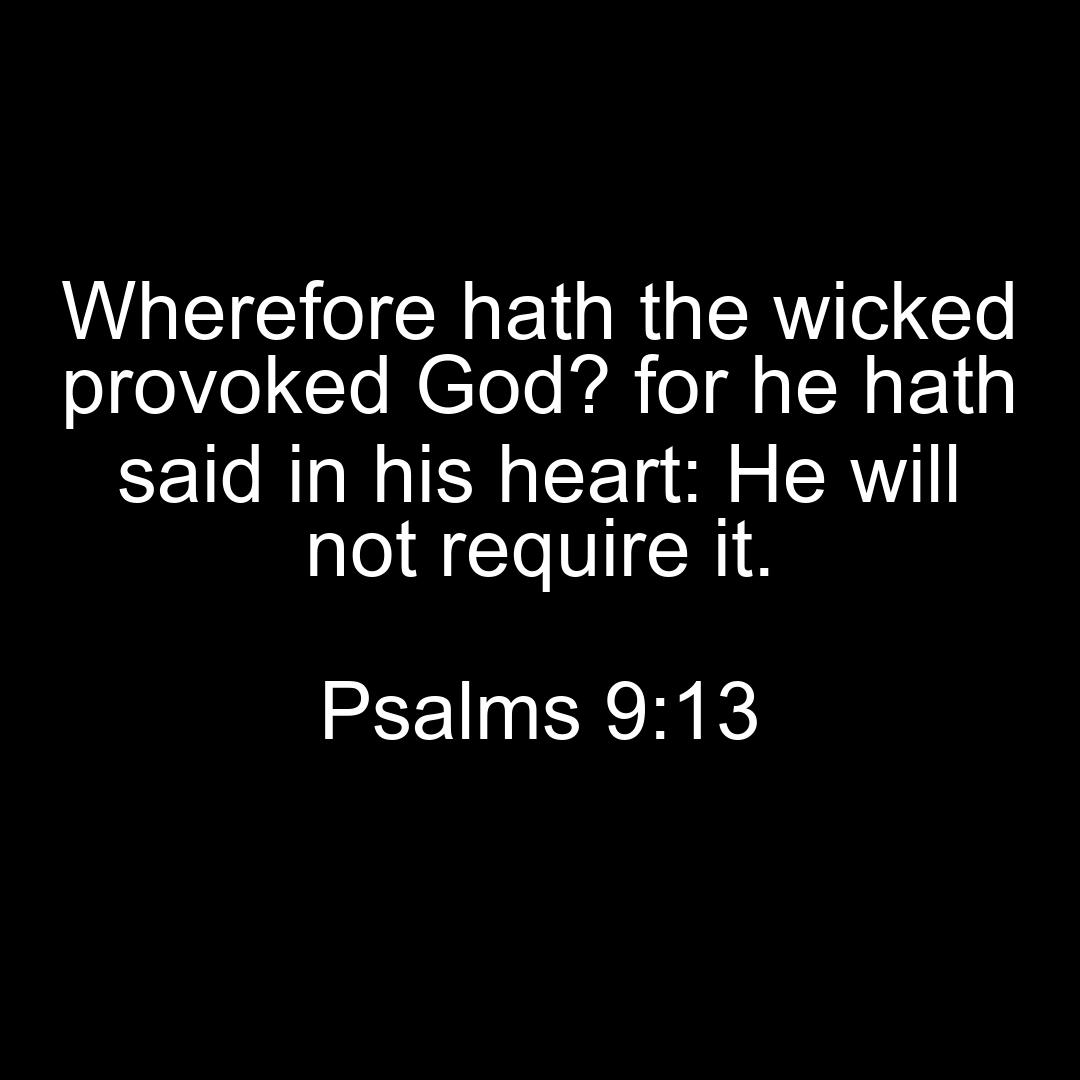 Wherefore hath the wicked
provoked God? for he hath
said in his heart: He will
not require it.
Psalms 9:13